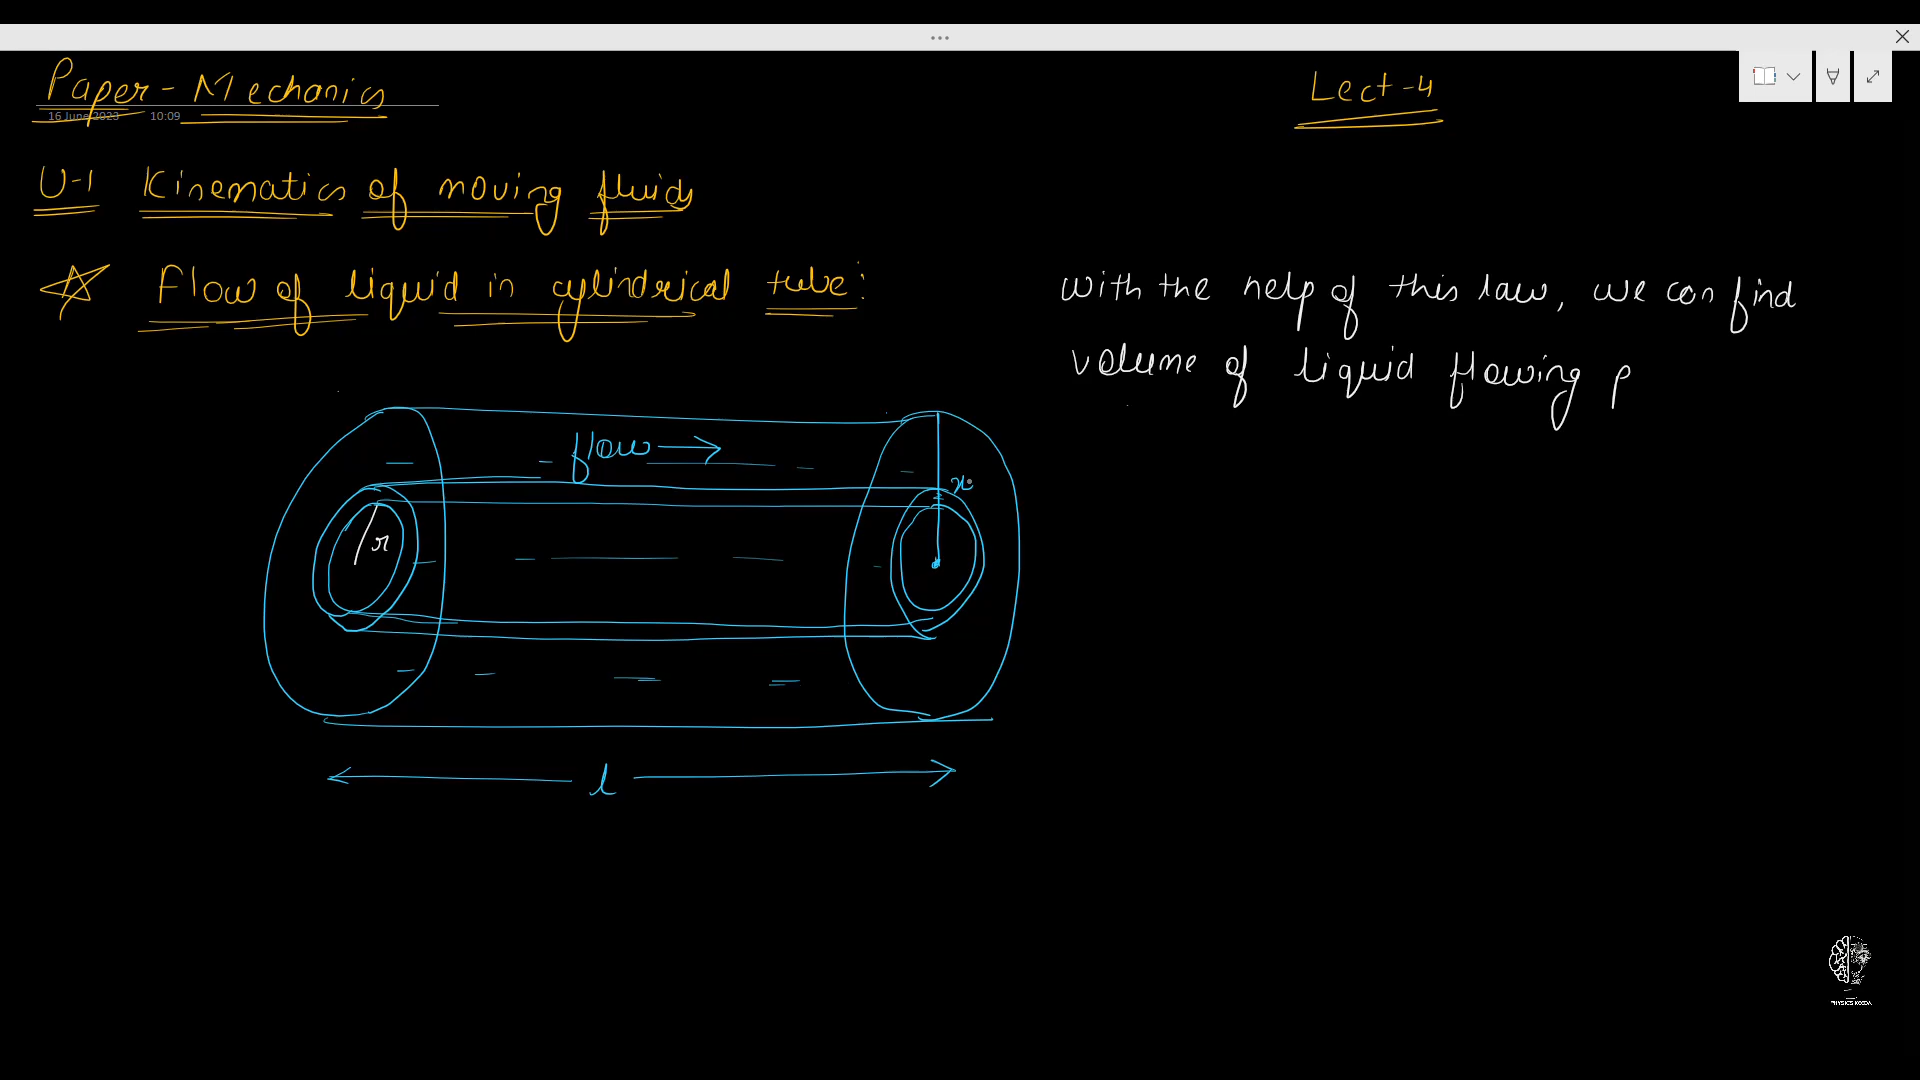 Paper - Mechanics
16 June 2023 10:09
Lect-4
U-1 Kinematics of moving fluids
Flow of liquid in cylindrical tube:
with the help of this law, we can find
volume of liquid flowing p
flow
r
l